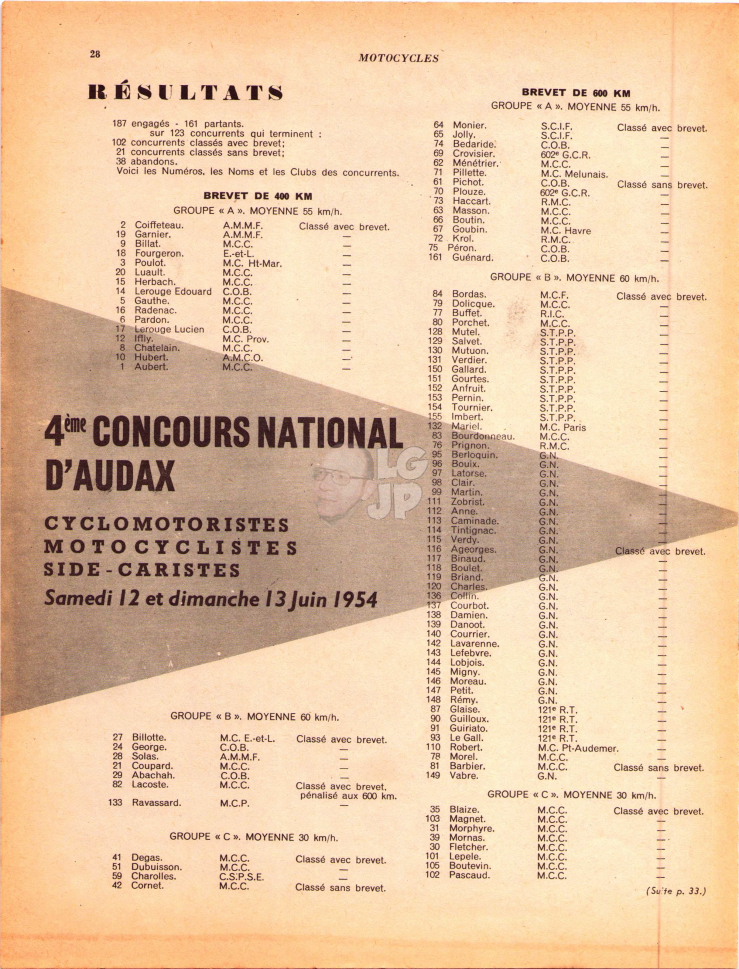 28
MOTOCYCLES
RÉSULTATS
187 engagés - 161 partants.
sur 123 concurrents qui terminent :
102 concurrents classés avec brevet;
21 concurrents classés sans brevet;
38 abandons.
Voici les Numéros, les Noms et les Clubs des concurrents.
BREVET DE 400 KM
GROUPE « A ». MOYENNE 55 km/h.
2 Coiffeteau. A.M.M.F. Classé avec brevet.
19 Garnier. A.M.M.F. —
9 Billat. M.C.C. —
18 Fourgeron. E.-et-L. —
3 Poulot. M.C. Ht-Mar. —
20 Luault. M.C.C. —
15 Herbach. M.C.C. —
14 Lerouge Edouard C.O.B. —
5 Gauthe. M.C.C. —
16 Radenac. M.C.C. —
6 Pardon. M.C.C. —
17 Lerouge Lucien C.O.B. —
12 Iffly. M.C. Prov. —
8 Chatelain. M.C.C. —
10 Hubert. A.M.C.O. —
1 Aubert. M.C.C. —
4ème CONCOURS NATIONAL
D'AUDAX
CYCLOMOTORISTES
MOTOCYCLISTES
SIDE-CARISTES
Samedi 12 et dimanche 13 Juin 1954
GROUPE « B ». MOYENNE 60 km/h.
27 Billotte. M.C. E.-et-L. Classé avec brevet.
24 George. C.O.B. —
28 Solas. A.M.M.F. —
21 Coupard. M.C.C. —
29 Abachah. C.O.B. —
82 Lacoste. M.C.C. Classé avec brevet,
pénalisé aux 600 km.
133 Ravassard. M.C.P. —
GROUPE « C ». MOYENNE 30 km/h.
41 Degas. M.C.C. Classé avec brevet.
51 Dubuisson. M.C.C. —
59 Charolles. C.S.P.S.E. —
42 Cornet. M.C.C. Classé sans brevet.
BREVET DE 600 KM
GROUPE « A ». MOYENNE 55 km/h.
64 Monier. S.C.I.F. Classé avec brevet.
65 Jolly. S.C.I.F. —
74 Bedaride. C.O.B. —
69 Crovisier. 602e G.C.R. —
62 Ménétrier. M.C.C. —
71 Pillette. M.C. Melunais. —
61 Pichot. C.O.B. Classé sans brevet.
70 Plouze. 602e G.C.R. —
73 Haccart. R.M.C. —
63 Masson. M.C.C. —
66 Boutin. M.C.C. —
67 Goubin. M.C. Havre —
72 Krol. R.M.C. —
75 Péron. C.O.B. —
161 Guénard. C.O.B. —
GROUPE « B ». MOYENNE 60 km/h.
84 Bordas. M.C.F. Classé avec brevet.
79 Dolicque. M.C.C. —
77 Buffet. R.I.C. —
80 Porchet. M.C.C. —
128 Mutel. S.T.P.P. —
129 Salvet. S.T.P.P. —
130 Mutuon. S.T.P.P. —
131 Verdier. S.T.P.P. —
150 Gallard. S.T.P.P. —
151 Gourtes. S.T.P.P. —
152 Anfruit. S.T.P.P. —
153 Pernin. S.T.P.P. —
154 Tournier. S.T.P.P. —
155 Imbert. S.T.P.P. —
132 Mariel. M.C. Paris —
83 Bourdonneau. M.C.C. —
76 Prignon. R.M.C. —
95 Berloquin. G.N. —
96 Bouix. G.N. —
97 Latorse. G.N. —
98 Clair. G.N. —
99 Martin. G.N. —
111 Zobrist. G.N. —
112 Anne. G.N. —
113 Caminade. G.N. —
114 Tintignac. G.N. —
115 Verdy. G.N. —
116 Ageorges. G.N. Classé avec brevet.
117 Binaud. G.N. —
118 Boulet. G.N. —
119 Briand. G.N. —
120 Charles. G.N. —
136 Collin. G.N. —
137 Courbot. G.N. —
138 Damien. G.N. —
139 Danoot. G.N. —
140 Courrier. G.N. —
142 Lavarenne. G.N. —
143 Lefebvre. G.N. —
144 Lobjois. G.N. —
145 Migny. G.N. —
146 Moreau. G.N. —
147 Petit. G.N. —
148 Rémy. G.N. —
87 Glaise. 121e R.T. —
90 Guilloux. 121e R.T. —
91 Guiriato. 121e R.T. —
93 Le Gall. 121e R.T. —
110 Robert. M.C. Pt-Audemer. —
78 Morel. M.C.C. —
81 Barbier. M.C.C. Classé sans brevet.
149 Vabre. G.N. —
GROUPE « C ». MOYENNE 30 km/h.
35 Blaize. M.C.C. Classé avec brevet.
103 Magnet. M.C.C. —
31 Morphyre. M.C.C. —
39 Mornas. M.C.C. —
30 Fletcher. M.C.C. —
101 Lepele. M.C.C. —
105 Boutevin. M.C.C. —
102 Pascaud. M.C.C. —
(Suite p. 33.)
LG
JP